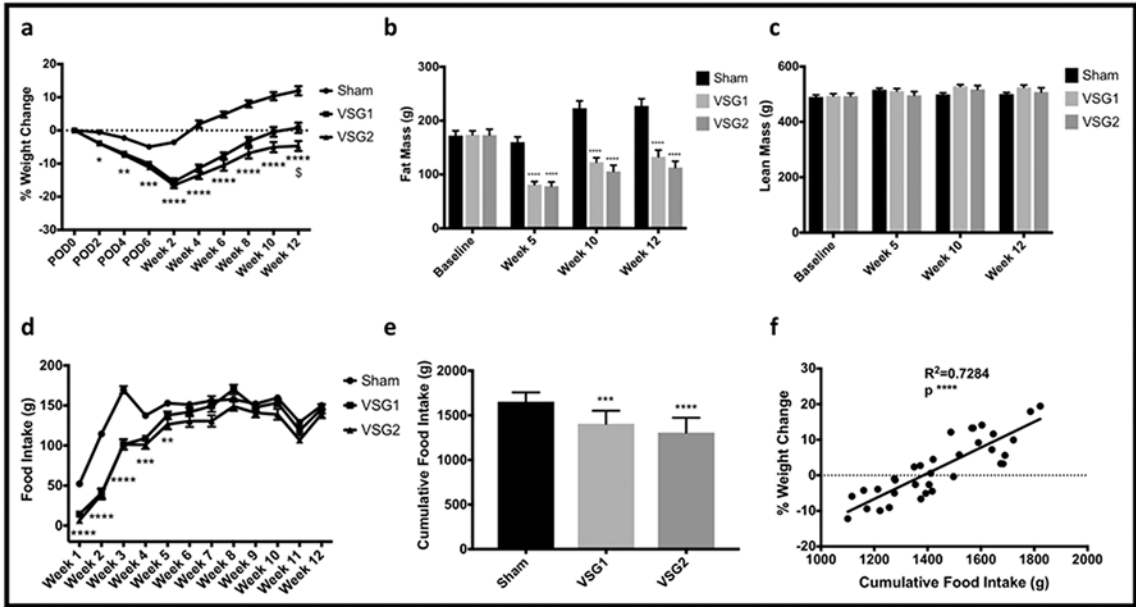 a
% Weight Change
20
10
0
-10
-20
-30
*
**
***
****
****
****
****
****
****
$
POD0
POD2
POD4
POD6
Week 2
Week 4
Week 6
Week 8
Week 10
Week 12
Sham
VSG1
VSG2
b
Fat Mass (g)
300
200
100
0
****
****
****
****
****
****
Baseline
Week 5
Week 10
Week 12
Sham
VSG1
VSG2
c
Lean Mass (g)
600
400
200
0
Baseline
Week 5
Week 10
Week 12
Sham
VSG1
VSG2
d
Food Intake (g)
200
150
100
50
0
****
****
****
***
**
Week 1
Week 2
Week 3
Week 4
Week 5
Week 6
Week 7
Week 8
Week 9
Week 10
Week 11
Week 12
Sham
VSG1
VSG2
e
Cumulative Food Intake (g)
2000
1500
1000
500
0
***
****
Sham
VSG1
VSG2
f
R²=0.7284
p ****
% Weight Change
30
20
10
0
-10
-20
1000
1200
1400
1600
1800
2000
Cumulative Food Intake (g)